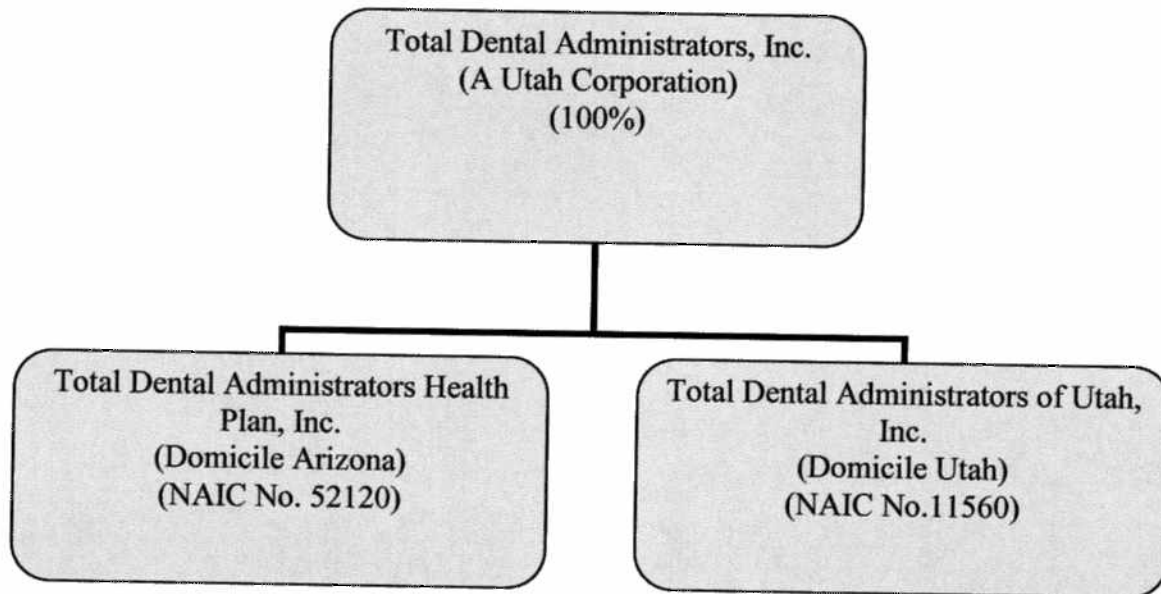 Total Dental Administrators, Inc.
(A Utah Corporation)
(100%)
Total Dental Administrators Health
Plan, Inc.
(Domicile Arizona)
(NAIC No. 52120)
Total Dental Administrators of Utah,
Inc.
(Domicile Utah)
(NAIC No.11560)